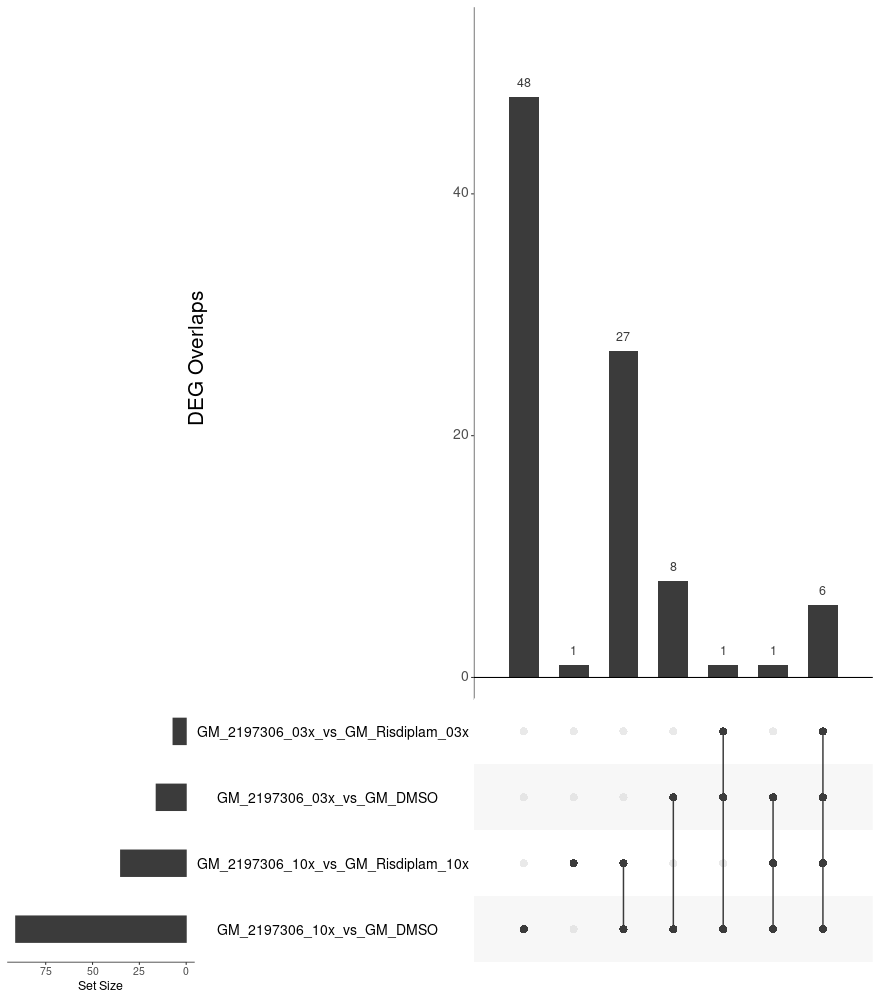 48
40
27
20
8
6
1
1
1
0
DEG Overlaps
GM_2197306_03x_vs_GM_Risdiplam_03x
GM_2197306_03x_vs_GM_DMSO
GM_2197306_10x_vs_GM_Risdiplam_10x
GM_2197306_10x_vs_GM_DMSO
75 50 25 0
Set Size